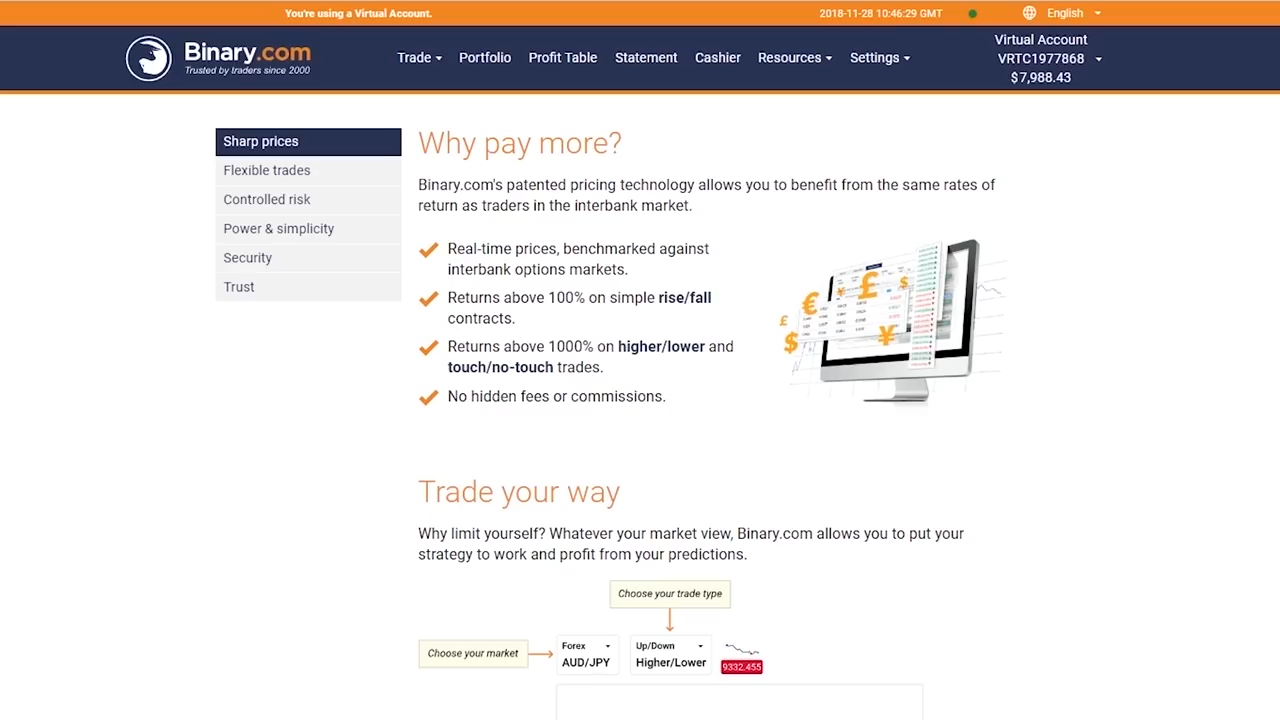 You're using a Virtual Account.
2018-11-28 10:46:29 GMT
English
Binary.com
Trusted by traders since 2000
Trade
Portfolio
Profit Table
Statement
Cashier
Resources
Settings
Virtual Account
VRTC1977868
$7,988.43
Sharp prices
Flexible trades
Controlled risk
Power & simplicity
Security
Trust
Why pay more?
Binary.com's patented pricing technology allows you to benefit from the same rates of
return as traders in the interbank market.
Real-time prices, benchmarked against
interbank options markets.
Returns above 100% on simple rise/fall
contracts.
Returns above 1000% on higher/lower and
touch/no-touch trades.
No hidden fees or commissions.
Trade your way
Why limit yourself? Whatever your market view, Binary.com allows you to put your
strategy to work and profit from your predictions.
Choose your trade type
Choose your market
Forex
AUD/JPY
Up/Down
Higher/Lower
9332.455